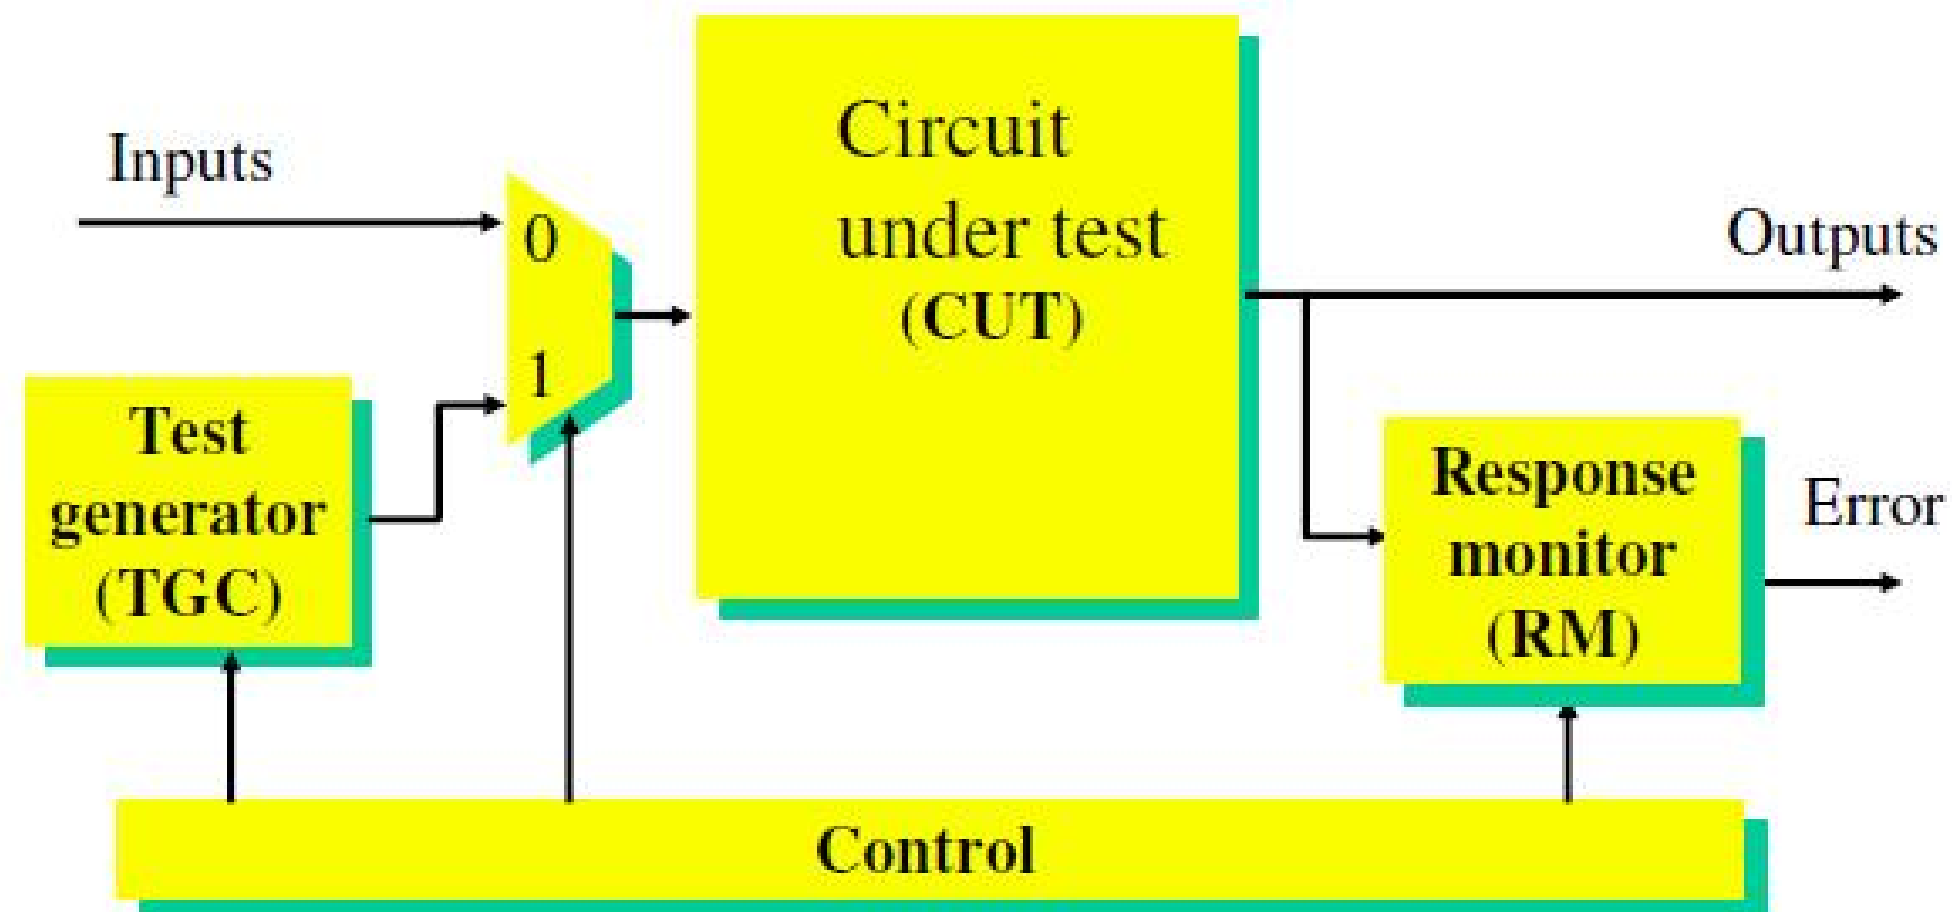 Inputs
0
1
Circuit
under test
(CUT)
Outputs
Test
generator
(TGC)
Response
monitor
(RM)
Error
Control